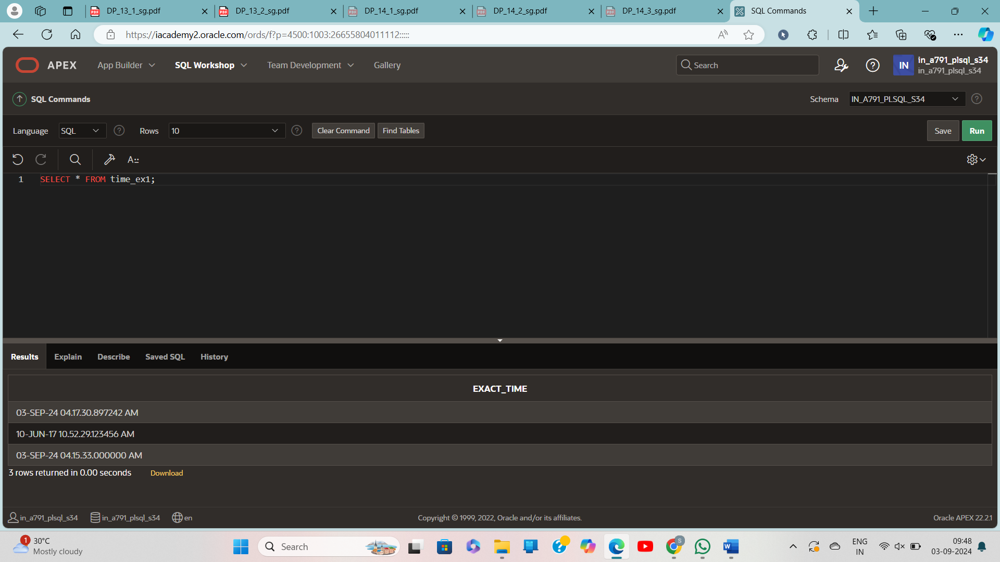 DP_13_1_sg.pdf
DP_13_2_sg.pdf
DP_14_1_sg.pdf
DP_14_2_sg.pdf
DP_14_3_sg.pdf
SQL Commands
https://iacademy2.oracle.com/ords/f?p=4500:1003:26655804011112:::::
APEX
App Builder
SQL Workshop
Team Development
Gallery
Search
IN
in_a791_plsql_s34
in_a791_plsql_s34
SQL Commands
Schema
IN_A791_PLSQL_S34
Language
SQL
Rows
10
Clear Command
Find Tables
Save
Run
1 SELECT * FROM time_ex1;
Results
Explain
Describe
Saved SQL
History
EXACT_TIME
03-SEP-24 04.17.30.897242 AM
10-JUN-17 10.52.29.123456 AM
03-SEP-24 04.15.33.000000 AM
3 rows returned in 0.00 seconds
Download
in_a791_plsql_s34
in_a791_plsql_s34
en
Copyright © 1999, 2022, Oracle and/or its affiliates.
Oracle APEX 22.2.1
1
30°C
Mostly cloudy
Search
S
ENG
IN
09:48
03-09-2024